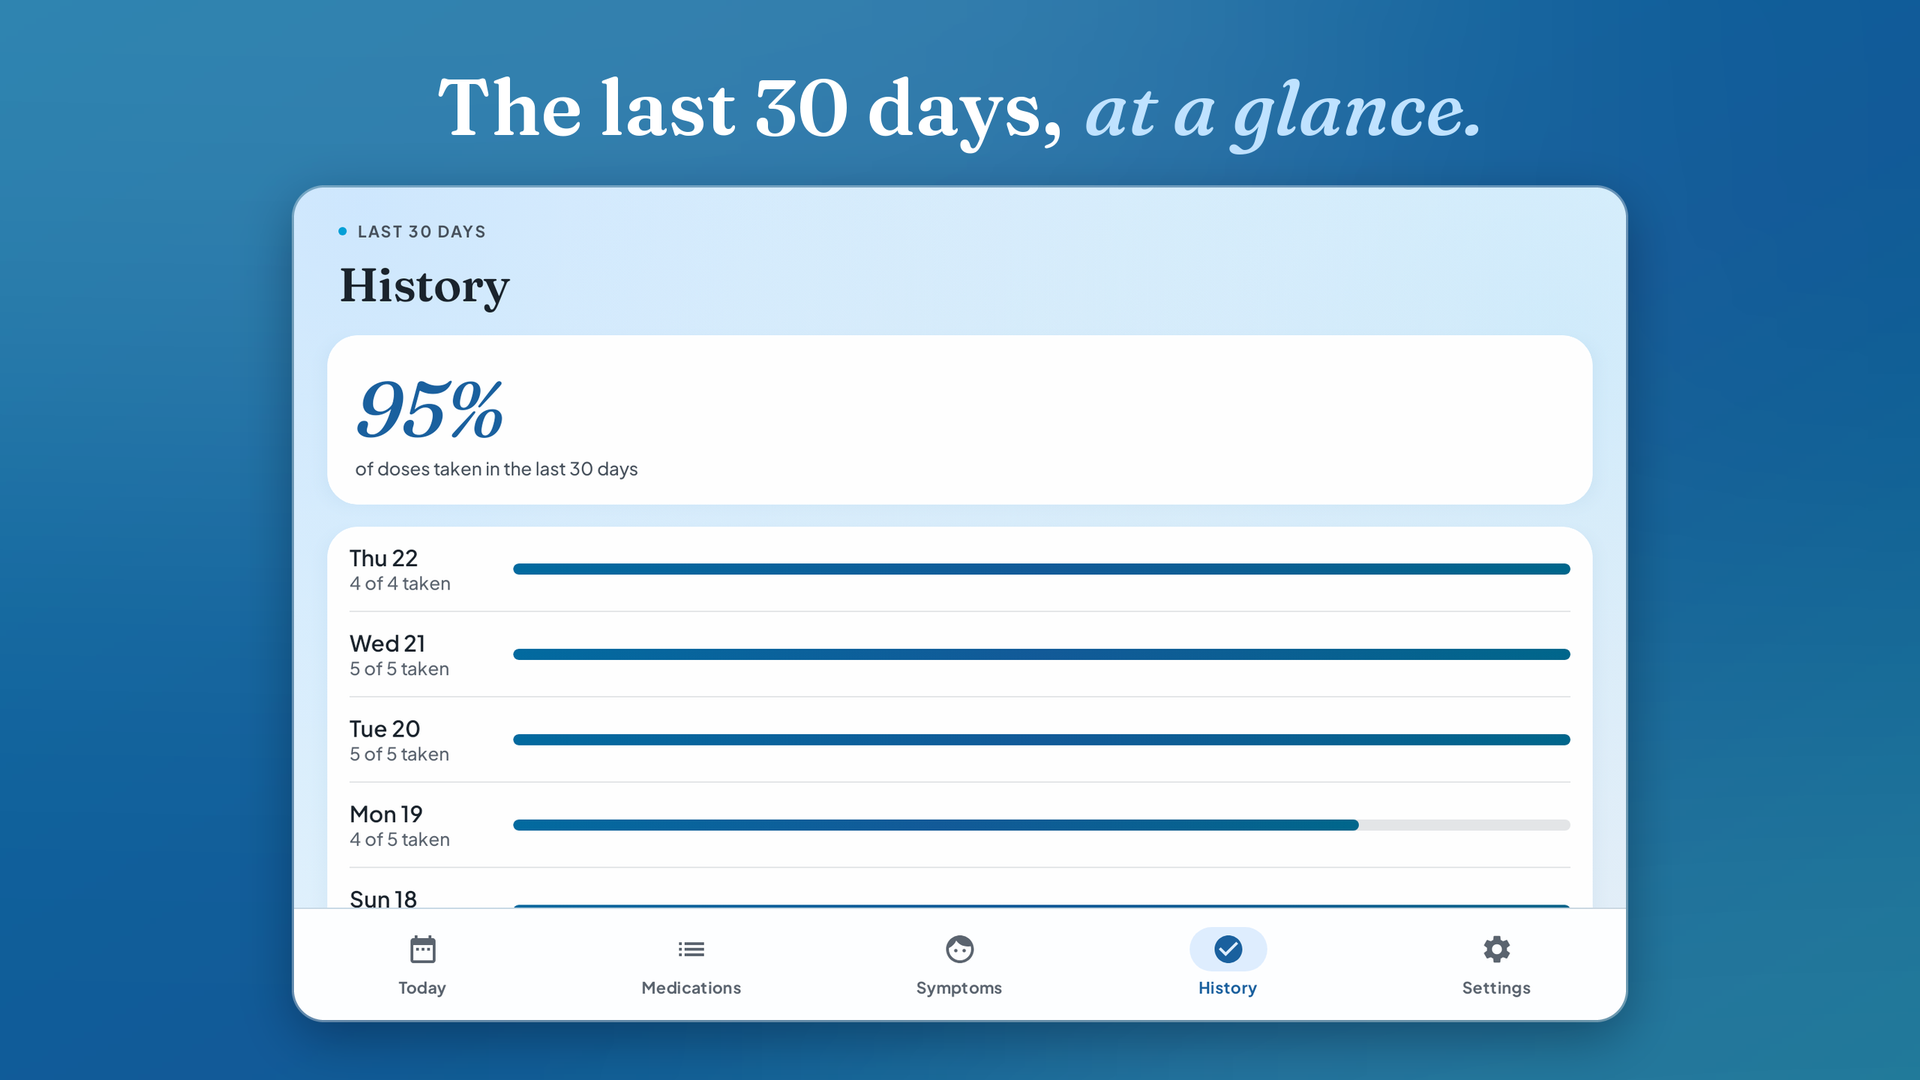 The last 30 days, at a glance.
LAST 30 DAYS
History
95%
of doses taken in the last 30 days
Thu 22
4 of 4 taken
Wed 21
5 of 5 taken
Tue 20
5 of 5 taken
Mon 19
4 of 5 taken
Sun 18
Today
Medications
Symptoms
History
Settings